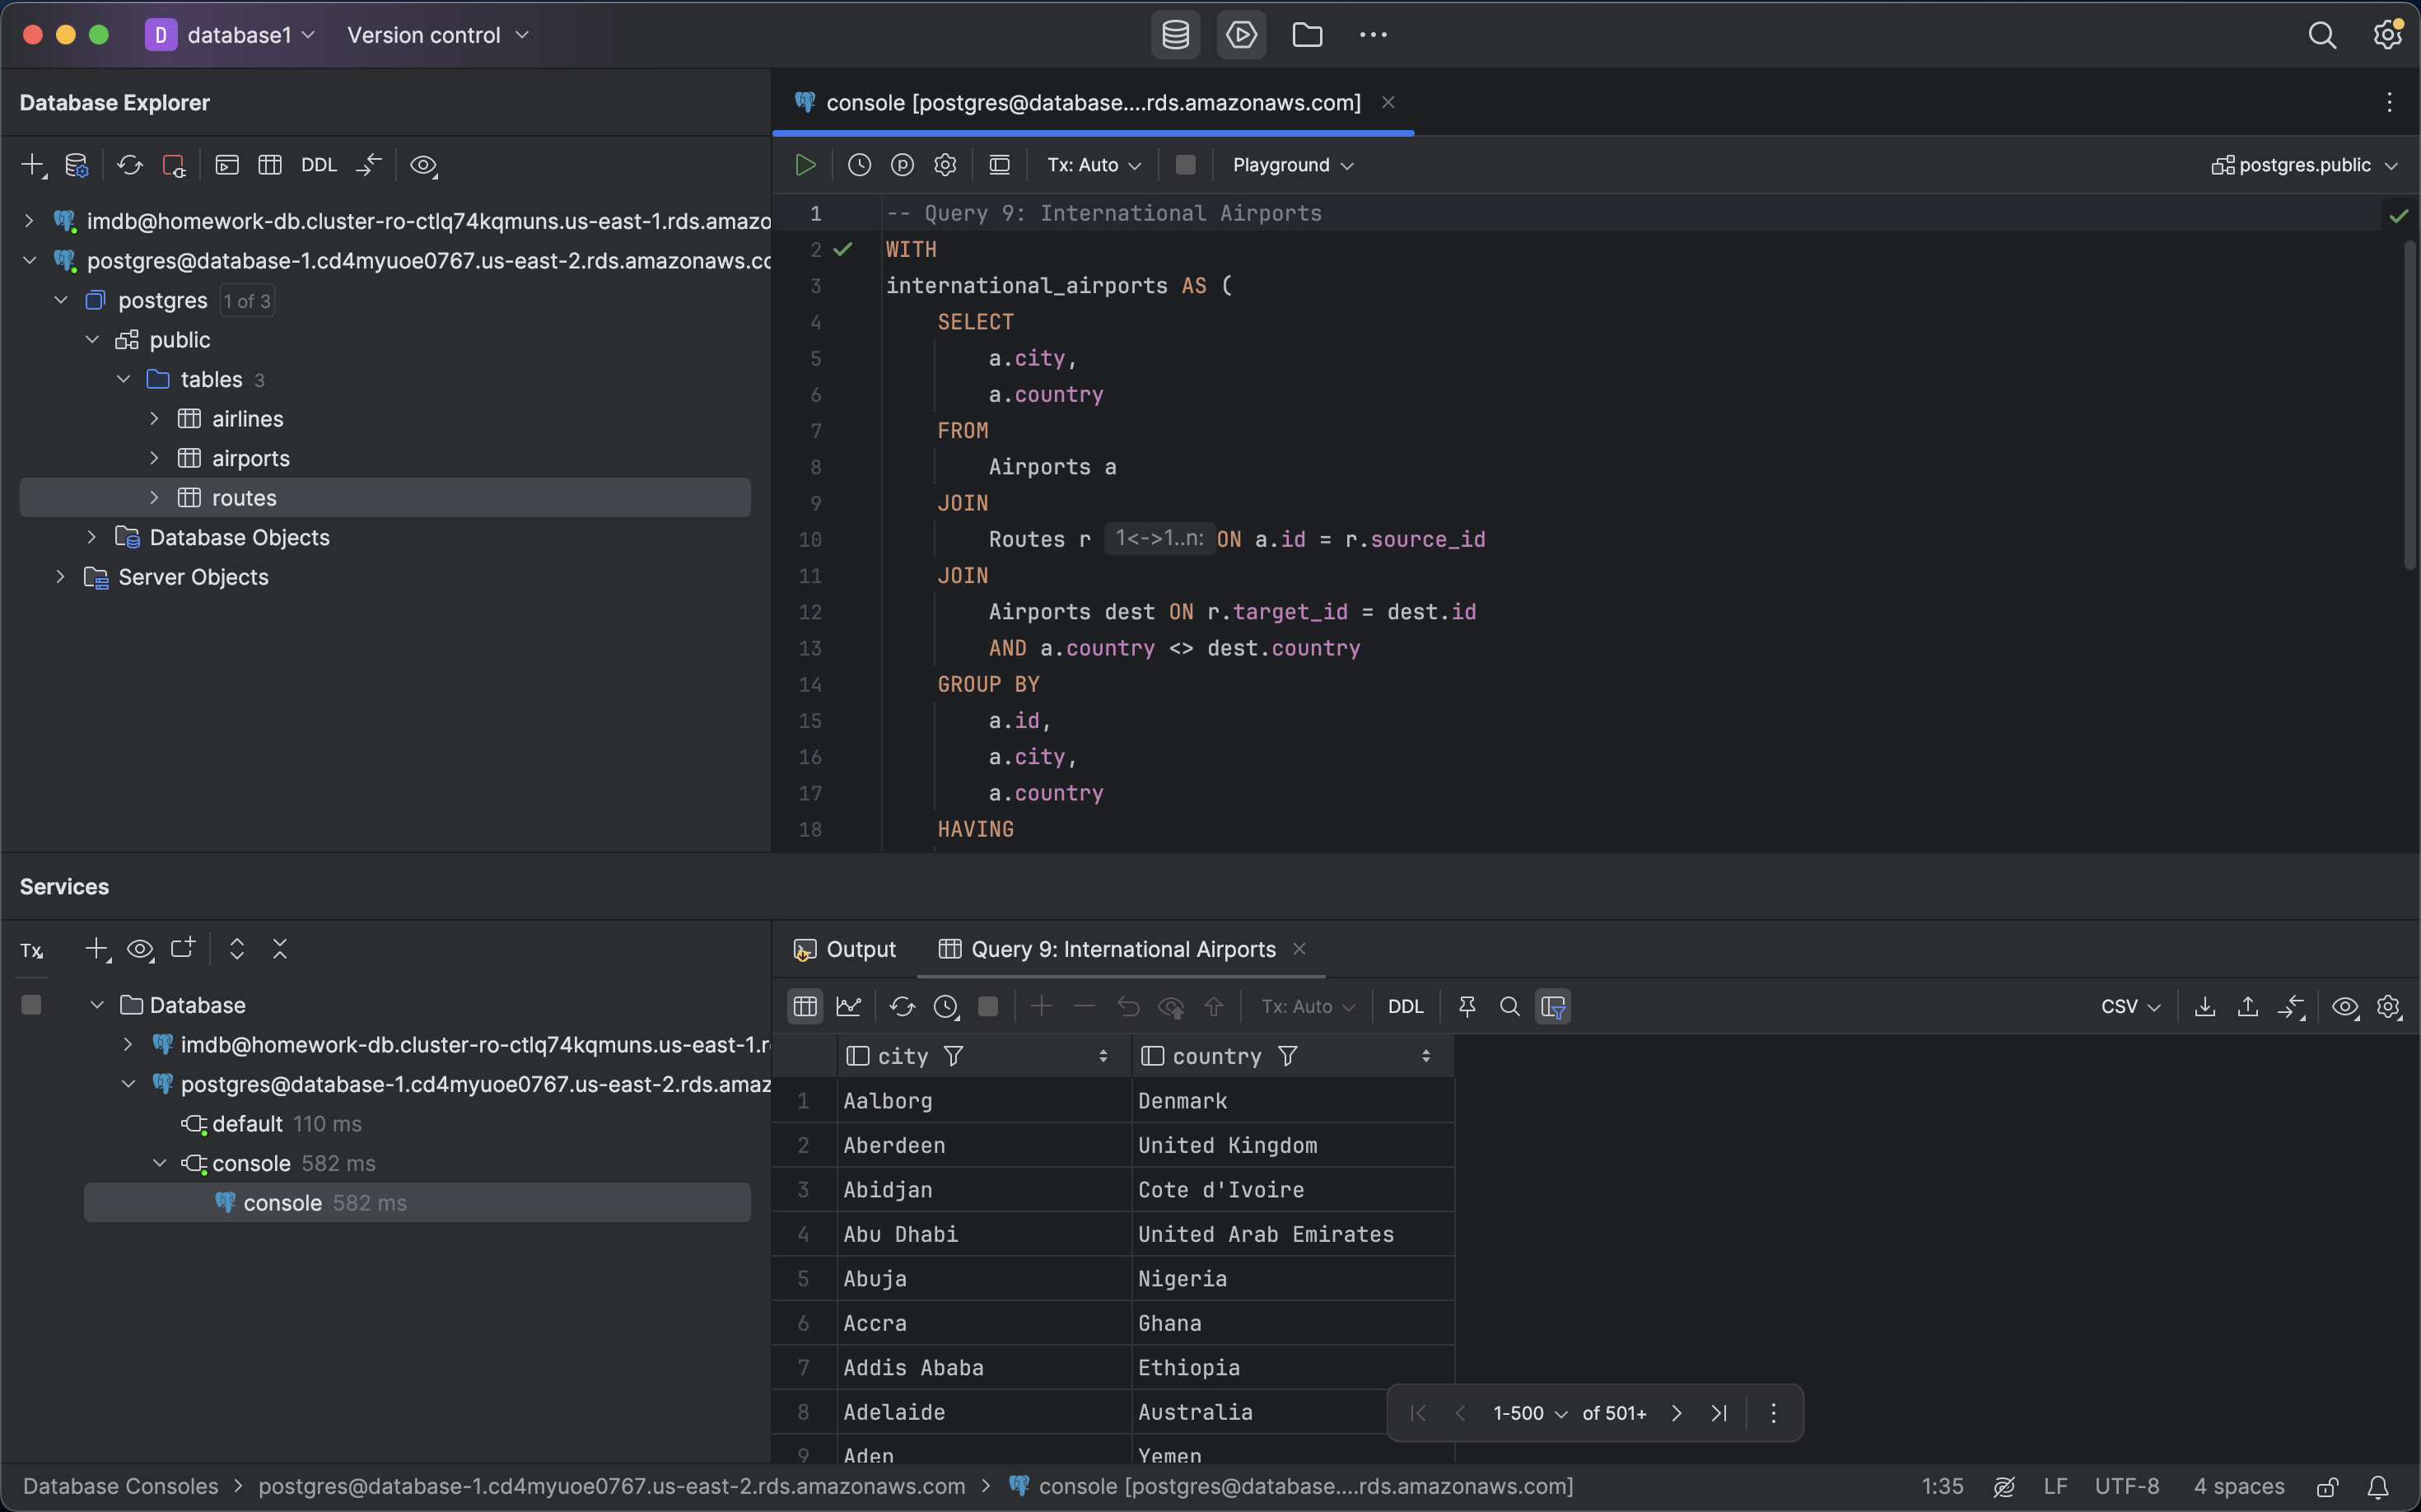 D database1 Version control
Database Explorer
console [postgres@database....rds.amazonaws.com]
DDL
Tx: Auto Playground postgres.public
imdb@homework-db.cluster-ro-ctlq74kqmuns.us-east-1.rds.amazo
postgres@database-1.cd4myuoe0767.us-east-2.rds.amazonaws.co
postgres 1 of 3
public
tables 3
airlines
airports
routes
Database Objects
Server Objects
1 -- Query 9: International Airports
2 WITH
3 international_airports AS (
4 SELECT
5 a.city,
6 a.country
7 FROM
8 Airports a
9 JOIN
10 Routes r 1<->1..n: ON a.id = r.source_id
11 JOIN
12 Airports dest ON r.target_id = dest.id
13 AND a.country <> dest.country
14 GROUP BY
15 a.id,
16 a.city,
17 a.country
18 HAVING
Services
Tx
Database
imdb@homework-db.cluster-ro-ctlq74kqmuns.us-east-1.r
postgres@database-1.cd4myuoe0767.us-east-2.rds.amaz
default 110 ms
console 582 ms
console 582 ms
Output Query 9: International Airports
Tx: Auto DDL CSV
city country
1 Aalborg Denmark
2 Aberdeen United Kingdom
3 Abidjan Cote d'Ivoire
4 Abu Dhabi United Arab Emirates
5 Abuja Nigeria
6 Accra Ghana
7 Addis Ababa Ethiopia
8 Adelaide Australia
9 Aden Yemen
1-500 of 501+
Database Consoles > postgres@database-1.cd4myuoe0767.us-east-2.rds.amazonaws.com > console [postgres@database....rds.amazonaws.com] 1:35 LF UTF-8 4 spaces